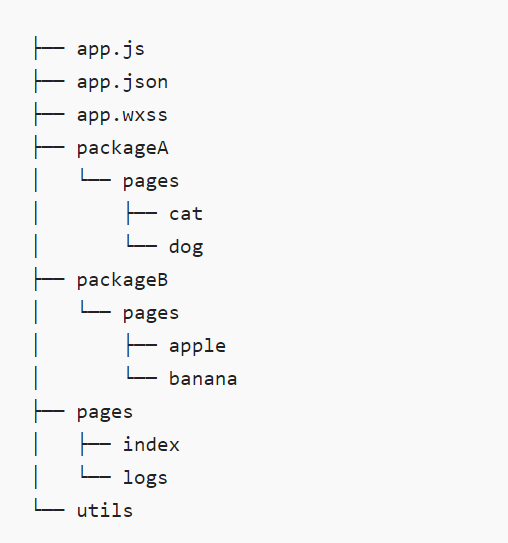 ├── app.js
├── app.json
├── app.wxss
├── packageA
│   └── pages
│       ├── cat
│       └── dog
├── packageB
│   └── pages
│       ├── apple
│       └── banana
├── pages
│   ├── index
│   └── logs
└── utils